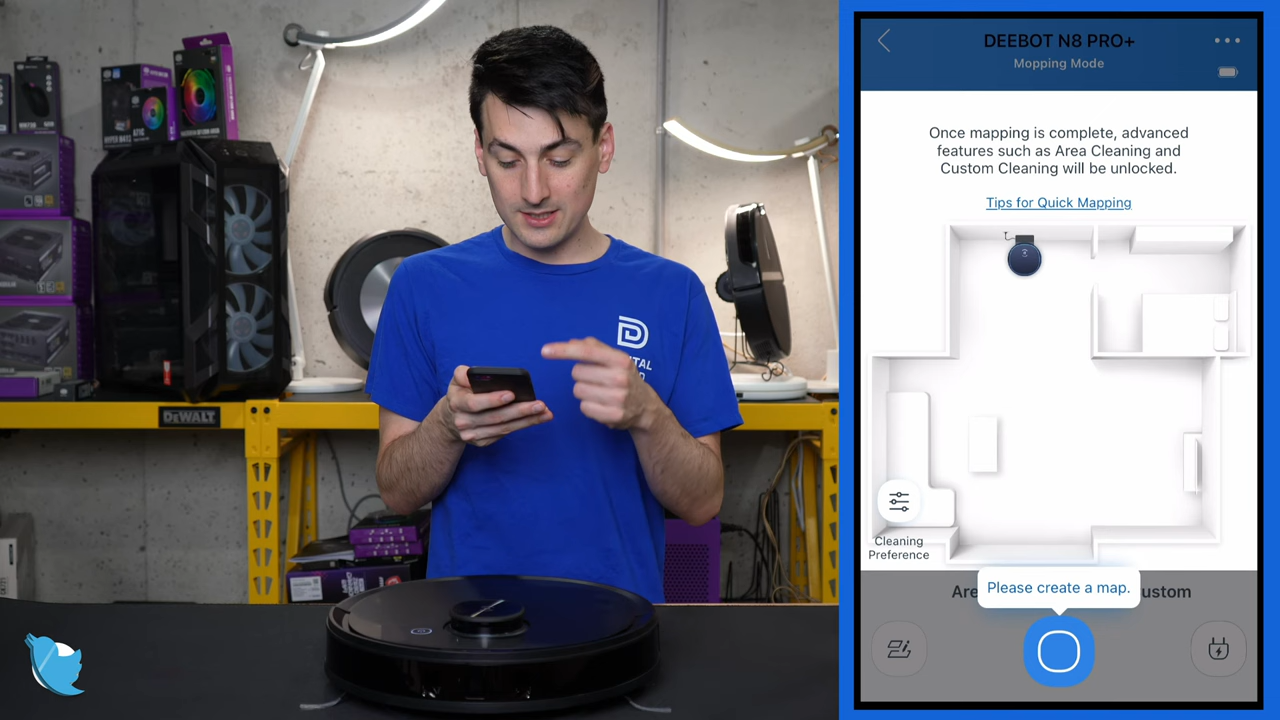 DEEBOT N8 PRO+
Mopping Mode
Once mapping is complete, advanced
features such as Area Cleaning and
Custom Cleaning will be unlocked.
Tips for Quick Mapping
Cleaning
Preference
Please create a map.
Are
ustom
D
ITAL
D
DEWALT